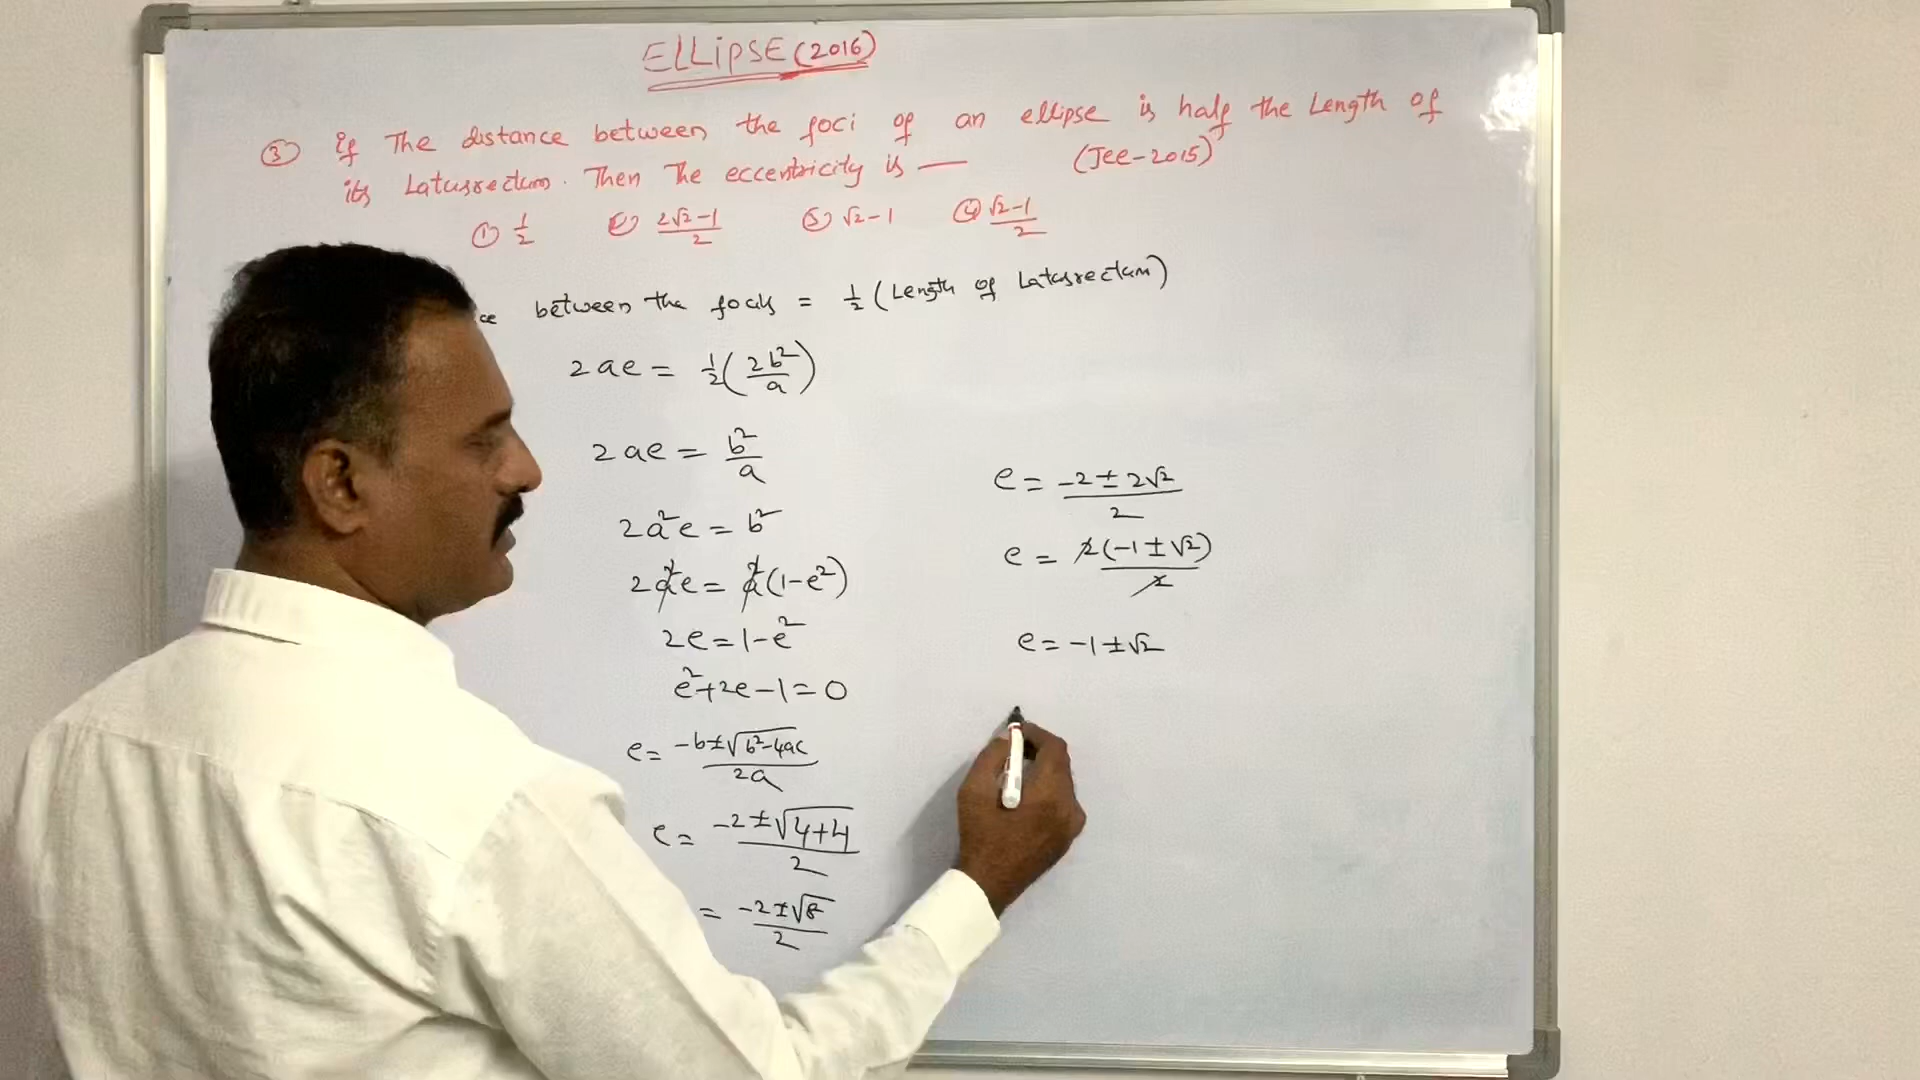 ELLIPSE (2016)
③ If The distance between the foci of an ellipse is half the Length of
its Latusrectum. Then The eccentricity is — (Jee-2015)
① 1/2 ② (2√2-1)/2 ③ √2-1 ④ (√2-1)/2
ce between the focus = 1/2 (Length of Latusrectum)
2ae = 1/2 (2b²/a)
2ae = b²/a
2a²e = b²
2a²e = a²(1-e²)
2e = 1-e²
e²+2e-1=0
e = (-b±√(b²-4ac))/2a
e = (-2±√(4+4))/2
= (-2±√8)/2
e = (-2±2√2)/2
e = 2(-1±√2)/2
e = -1±√2